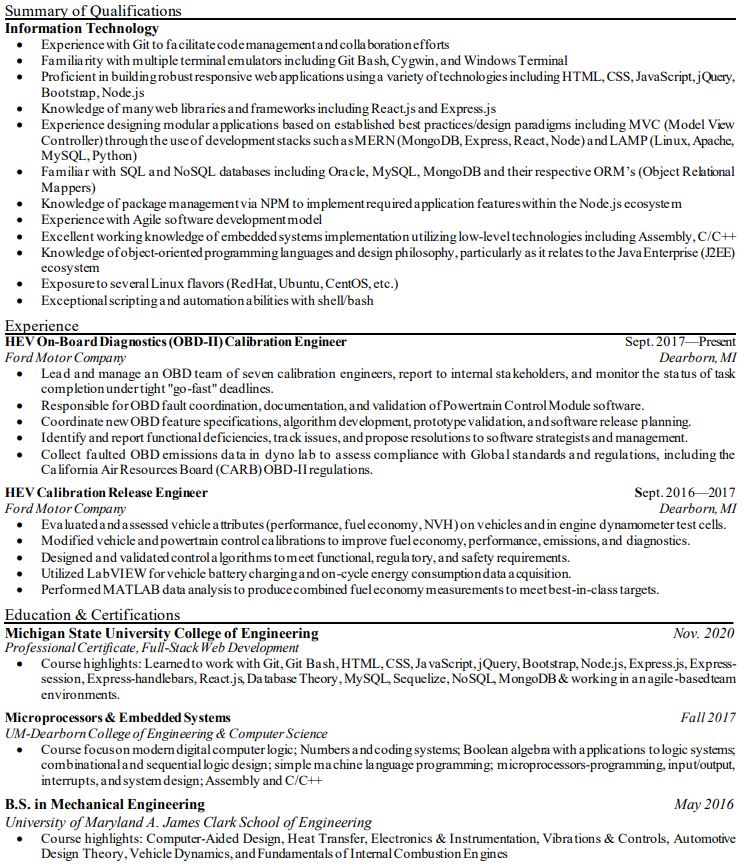 Summary of Qualifications
Information Technology
• Experience with Git to facilitate code management and collaboration efforts
• Familiarity with multiple terminal emulators including Git Bash, Cygwin, and Windows Terminal
• Proficient in building robust responsive web applications using a variety of technologies including HTML, CSS, JavaScript, jQuery,
Bootstrap, Node.js
• Knowledge of many web libraries and frameworks including React.js and Express.js
• Experience designing modular applications based on established best practices/design paradigms including MVC (Model View
Controller) through the use of development stacks such as MERN (MongoDB, Express, React, Node) and LAMP (Linux, Apache,
MySQL, Python)
• Familiar with SQL and NoSQL databases including Oracle, MySQL, MongoDB and their respective ORM's (Object Relational
Mappers)
• Knowledge of package management via NPM to implement required application features within the Node.js ecosystem
• Experience with Agile software development model
• Excellent working knowledge of embedded systems implementation utilizing low-level technologies including Assembly, C/C++
• Knowledge of object-oriented programming languages and design philosophy, particularly as it relates to the Java Enterprise (J2EE)
ecosystem
• Exposure to several Linux flavors (RedHat, Ubuntu, CentOS, etc.)
• Exceptional scripting and automation abilities with shell/bash
Experience
HEV On-Board Diagnostics (OBD-II) Calibration Engineer Sept. 2017—Present
Ford Motor Company Dearborn, MI
• Lead and manage an OBD team of seven calibration engineers, report to internal stakeholders, and monitor the status of task
completion under tight "go-fast" deadlines.
• Responsible for OBD fault coordination, documentation, and validation of Powertrain Control Module software.
• Coordinate new OBD feature specifications, algorithm development, prototype validation, and software release planning.
• Identify and report functional deficiencies, track issues, and propose resolutions to software strategists and management.
• Collect faulted OBD emissions data in dyno lab to assess compliance with Global standards and regulations, including the
California Air Resources Board (CARB) OBD-II regulations.
HEV Calibration Release Engineer Sept. 2016—2017
Ford Motor Company Dearborn, MI
• Evaluated and assessed vehicle attributes (performance, fuel economy, NVH) on vehicles and in engine dynamometer test cells.
• Modified vehicle and powertrain control calibrations to improve fuel economy, performance, emissions, and diagnostics.
• Designed and validated control algorithms to meet functional, regulatory, and safety requirements.
• Utilized LabVIEW for vehicle battery charging and on-cycle energy consumption data acquisition.
• Performed MATLAB data analysis to produce combined fuel economy measurements to meet best-in-class targets.
Education & Certifications
Michigan State University College of Engineering Nov. 2020
Professional Certificate, Full-Stack Web Development
• Course highlights: Learned to work with Git, Git Bash, HTML, CSS, JavaScript, jQuery, Bootstrap, Node.js, Express.js, Express-
session, Express-handlebars, React.js, Database Theory, MySQL, Sequelize, NoSQL, MongoDB & working in an agile-based team
environments.
Microprocessors & Embedded Systems Fall 2017
UM-Dearborn College of Engineering & Computer Science
• Course focus on modern digital computer logic; Numbers and coding systems; Boolean algebra with applications to logic systems;
combinational and sequential logic design; simple machine language programming; microprocessors-programming, input/output,
interrupts, and system design; Assembly and C/C++
B.S. in Mechanical Engineering May 2016
University of Maryland A. James Clark School of Engineering
• Course highlights: Computer-Aided Design, Heat Transfer, Electronics & Instrumentation, Vibrations & Controls, Automotive
Design Theory, Vehicle Dynamics, and Fundamentals of Internal Combustion Engines